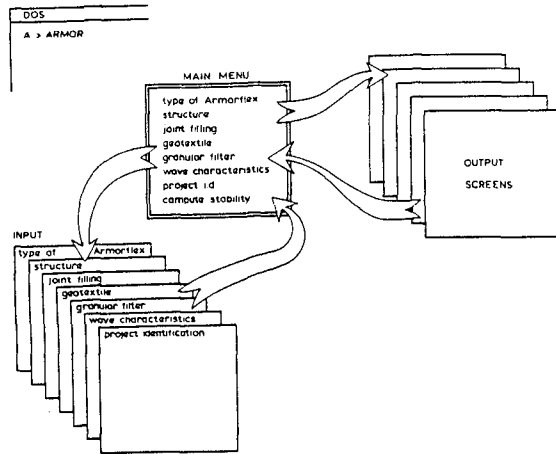 DOS
A > ARMOR
MAIN MENU
type of Armorflex
structure
joint filling
geotextile
granular filter
wave characteristics
project i.d
compute stability
OUTPUT
SCREENS
INPUT
type of Armorflex
structure
joint filling
geotextile
granular filter
wave characteristics
project identification